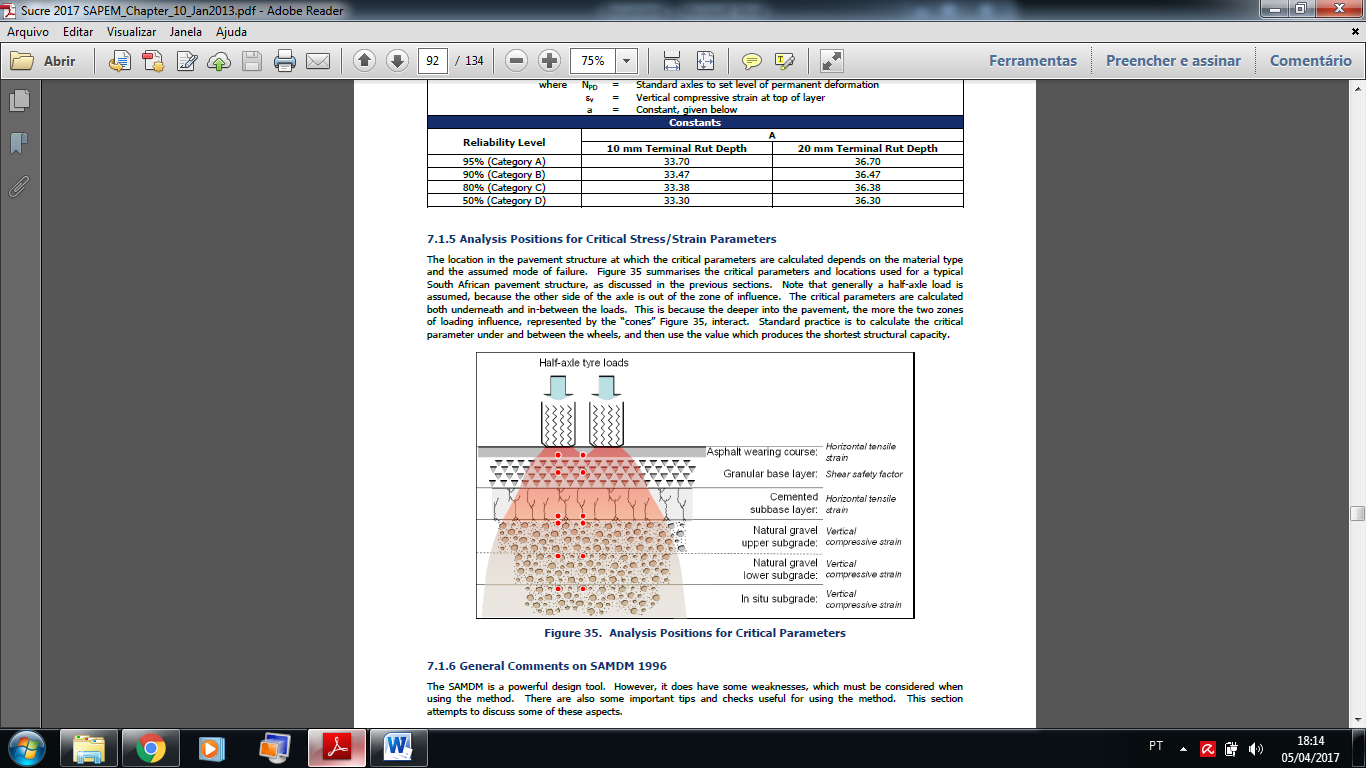 Sucre 2017 SAPEM_Chapter_10_Jan2013.pdf - Adobe Reader
Arquivo Editar Visualizar Janela Ajuda
Abrir 92 / 134 75% Ferramentas Preencher e assinar Comentário
where NPD = Standard axles to set level of permanent deformation
εv = Vertical compressive strain at top of layer
a = Constant, given below
Constants
Reliability Level A
10 mm Terminal Rut Depth 20 mm Terminal Rut Depth
95% (Category A) 33.70 36.70
90% (Category B) 33.47 36.47
80% (Category C) 33.38 36.38
50% (Category D) 33.30 36.30
7.1.5 Analysis Positions for Critical Stress/Strain Parameters
The location in the pavement structure at which the critical parameters are calculated depends on the material type
and the assumed mode of failure. Figure 35 summarises the critical parameters and locations used for a typical
South African pavement structure, as discussed in the previous sections. Note that generally a half-axle load is
assumed, because the other side of the axle is out of the zone of influence. The critical parameters are calculated
both underneath and in-between the loads. This is because the deeper into the pavement, the more the two zones
of loading influence, represented by the "cones" Figure 35, interact. Standard practice is to calculate the critical
parameter under and between the wheels, and then use the value which produces the shortest structural capacity.
Half-axle tyre loads
Asphalt wearing course: Horizontal tensile
strain
Granular base layer: Shear safety factor
Cemented Horizontal tensile
subbase layer: strain
Natural gravel Vertical
upper subgrade: compressive strain
Natural gravel Vertical
lower subgrade: compressive strain
In situ subgrade: Vertical
compressive strain
Figure 35. Analysis Positions for Critical Parameters
7.1.6 General Comments on SAMDM 1996
The SAMDM is a powerful design tool. However, it does have some weaknesses, which must be considered when
using the method. There are also some important tips and checks useful for using the method. This section
attempts to discuss some of these aspects.
PT 18:14
05/04/2017